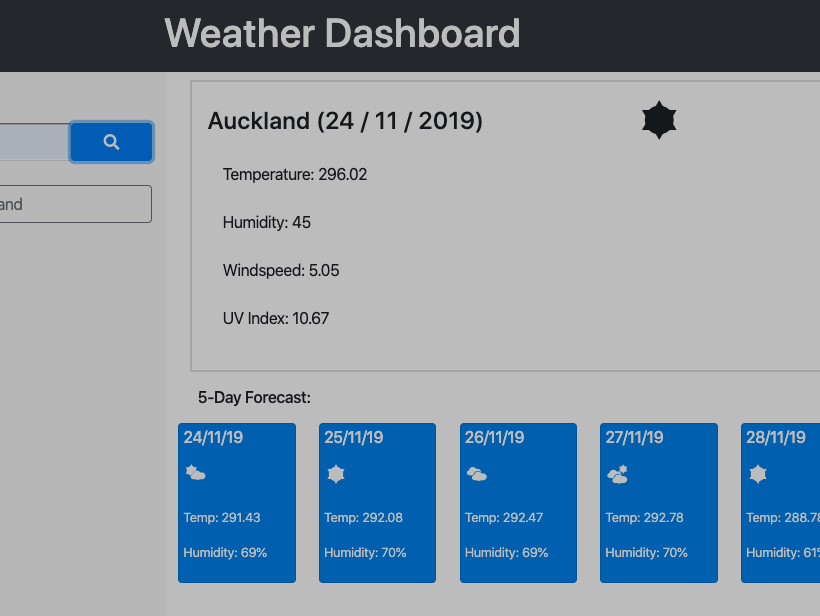 Weather Dashboard
Auckland (24 / 11 / 2019)
Temperature: 296.02
and
Humidity: 45
Windspeed: 5.05
UV Index: 10.67
5-Day Forecast:
24/11/19
Temp: 291.43
Humidity: 69%
25/11/19
Temp: 292.08
Humidity: 70%
26/11/19
Temp: 292.47
Humidity: 69%
27/11/19
Temp: 292.78
Humidity: 70%
28/11/19
Temp: 288.78
Humidity: 61%